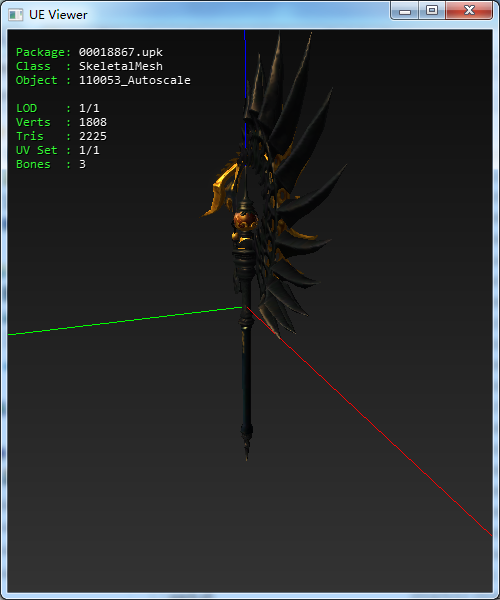 UE Viewer
Package: 00018867.upk
Class : SkeletalMesh
Object : 110053_Autoscale
LOD : 1/1
Verts : 1808
Tris : 2225
UV Set : 1/1
Bones : 3